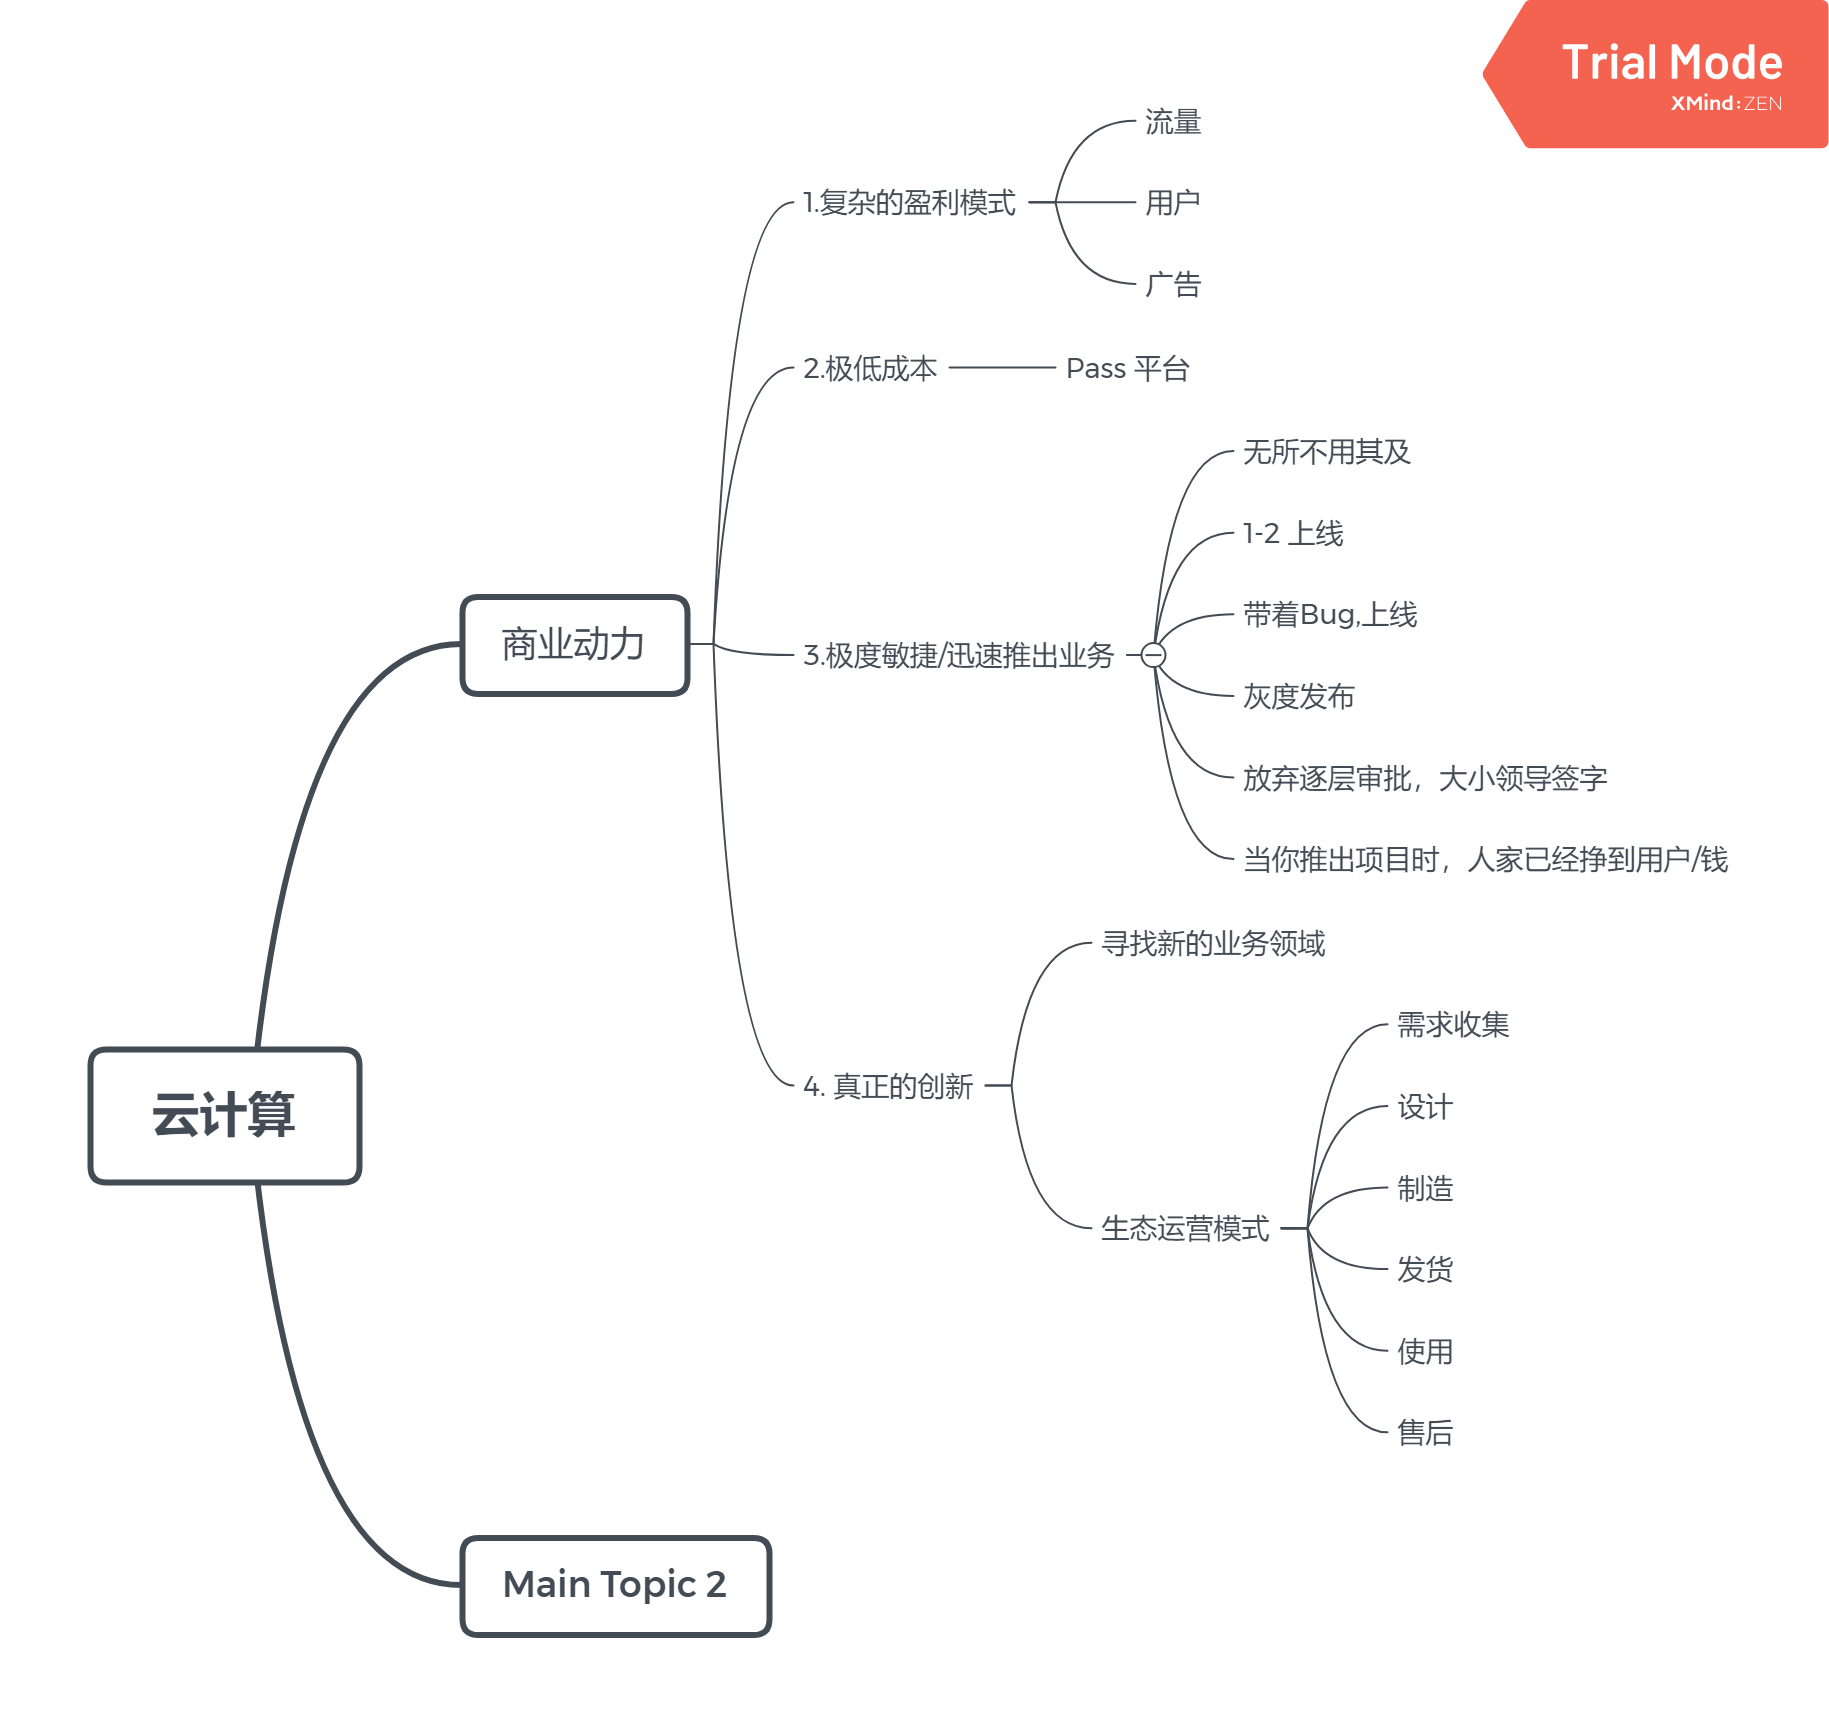 Trial Mode
XMind:ZEN
流量
1.复杂的盈利模式
用户
广告
2.极低成本
Pass 平台
无所不用其及
1-2 上线
带着Bug,上线
商业动力
3.极度敏捷/迅速推出业务
灰度发布
放弃逐层审批，大小领导签字
当你推出项目时，人家已经挣到用户/钱
寻找新的业务领域
需求收集
4. 真正的创新
设计
云计算
制造
生态运营模式
发货
使用
售后
Main Topic 2